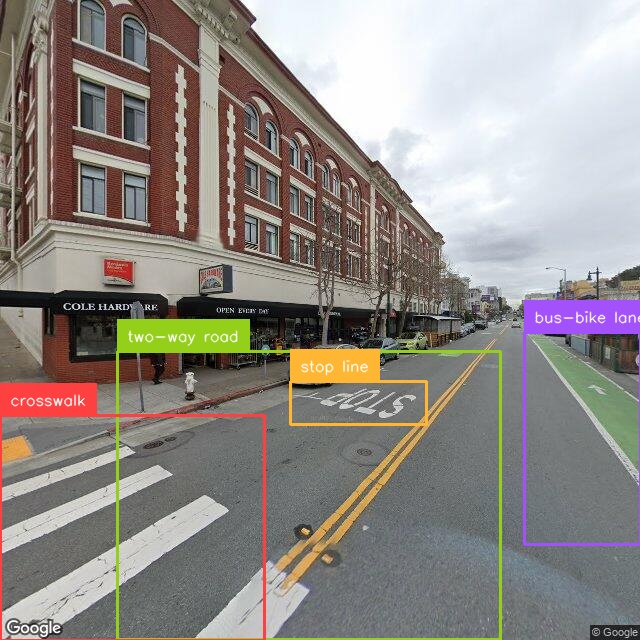 COLE HARDWARE
OPEN EVERY DAY
two-way road
bus-bike lane
stop line
crosswalk
STOP
Google
© Google